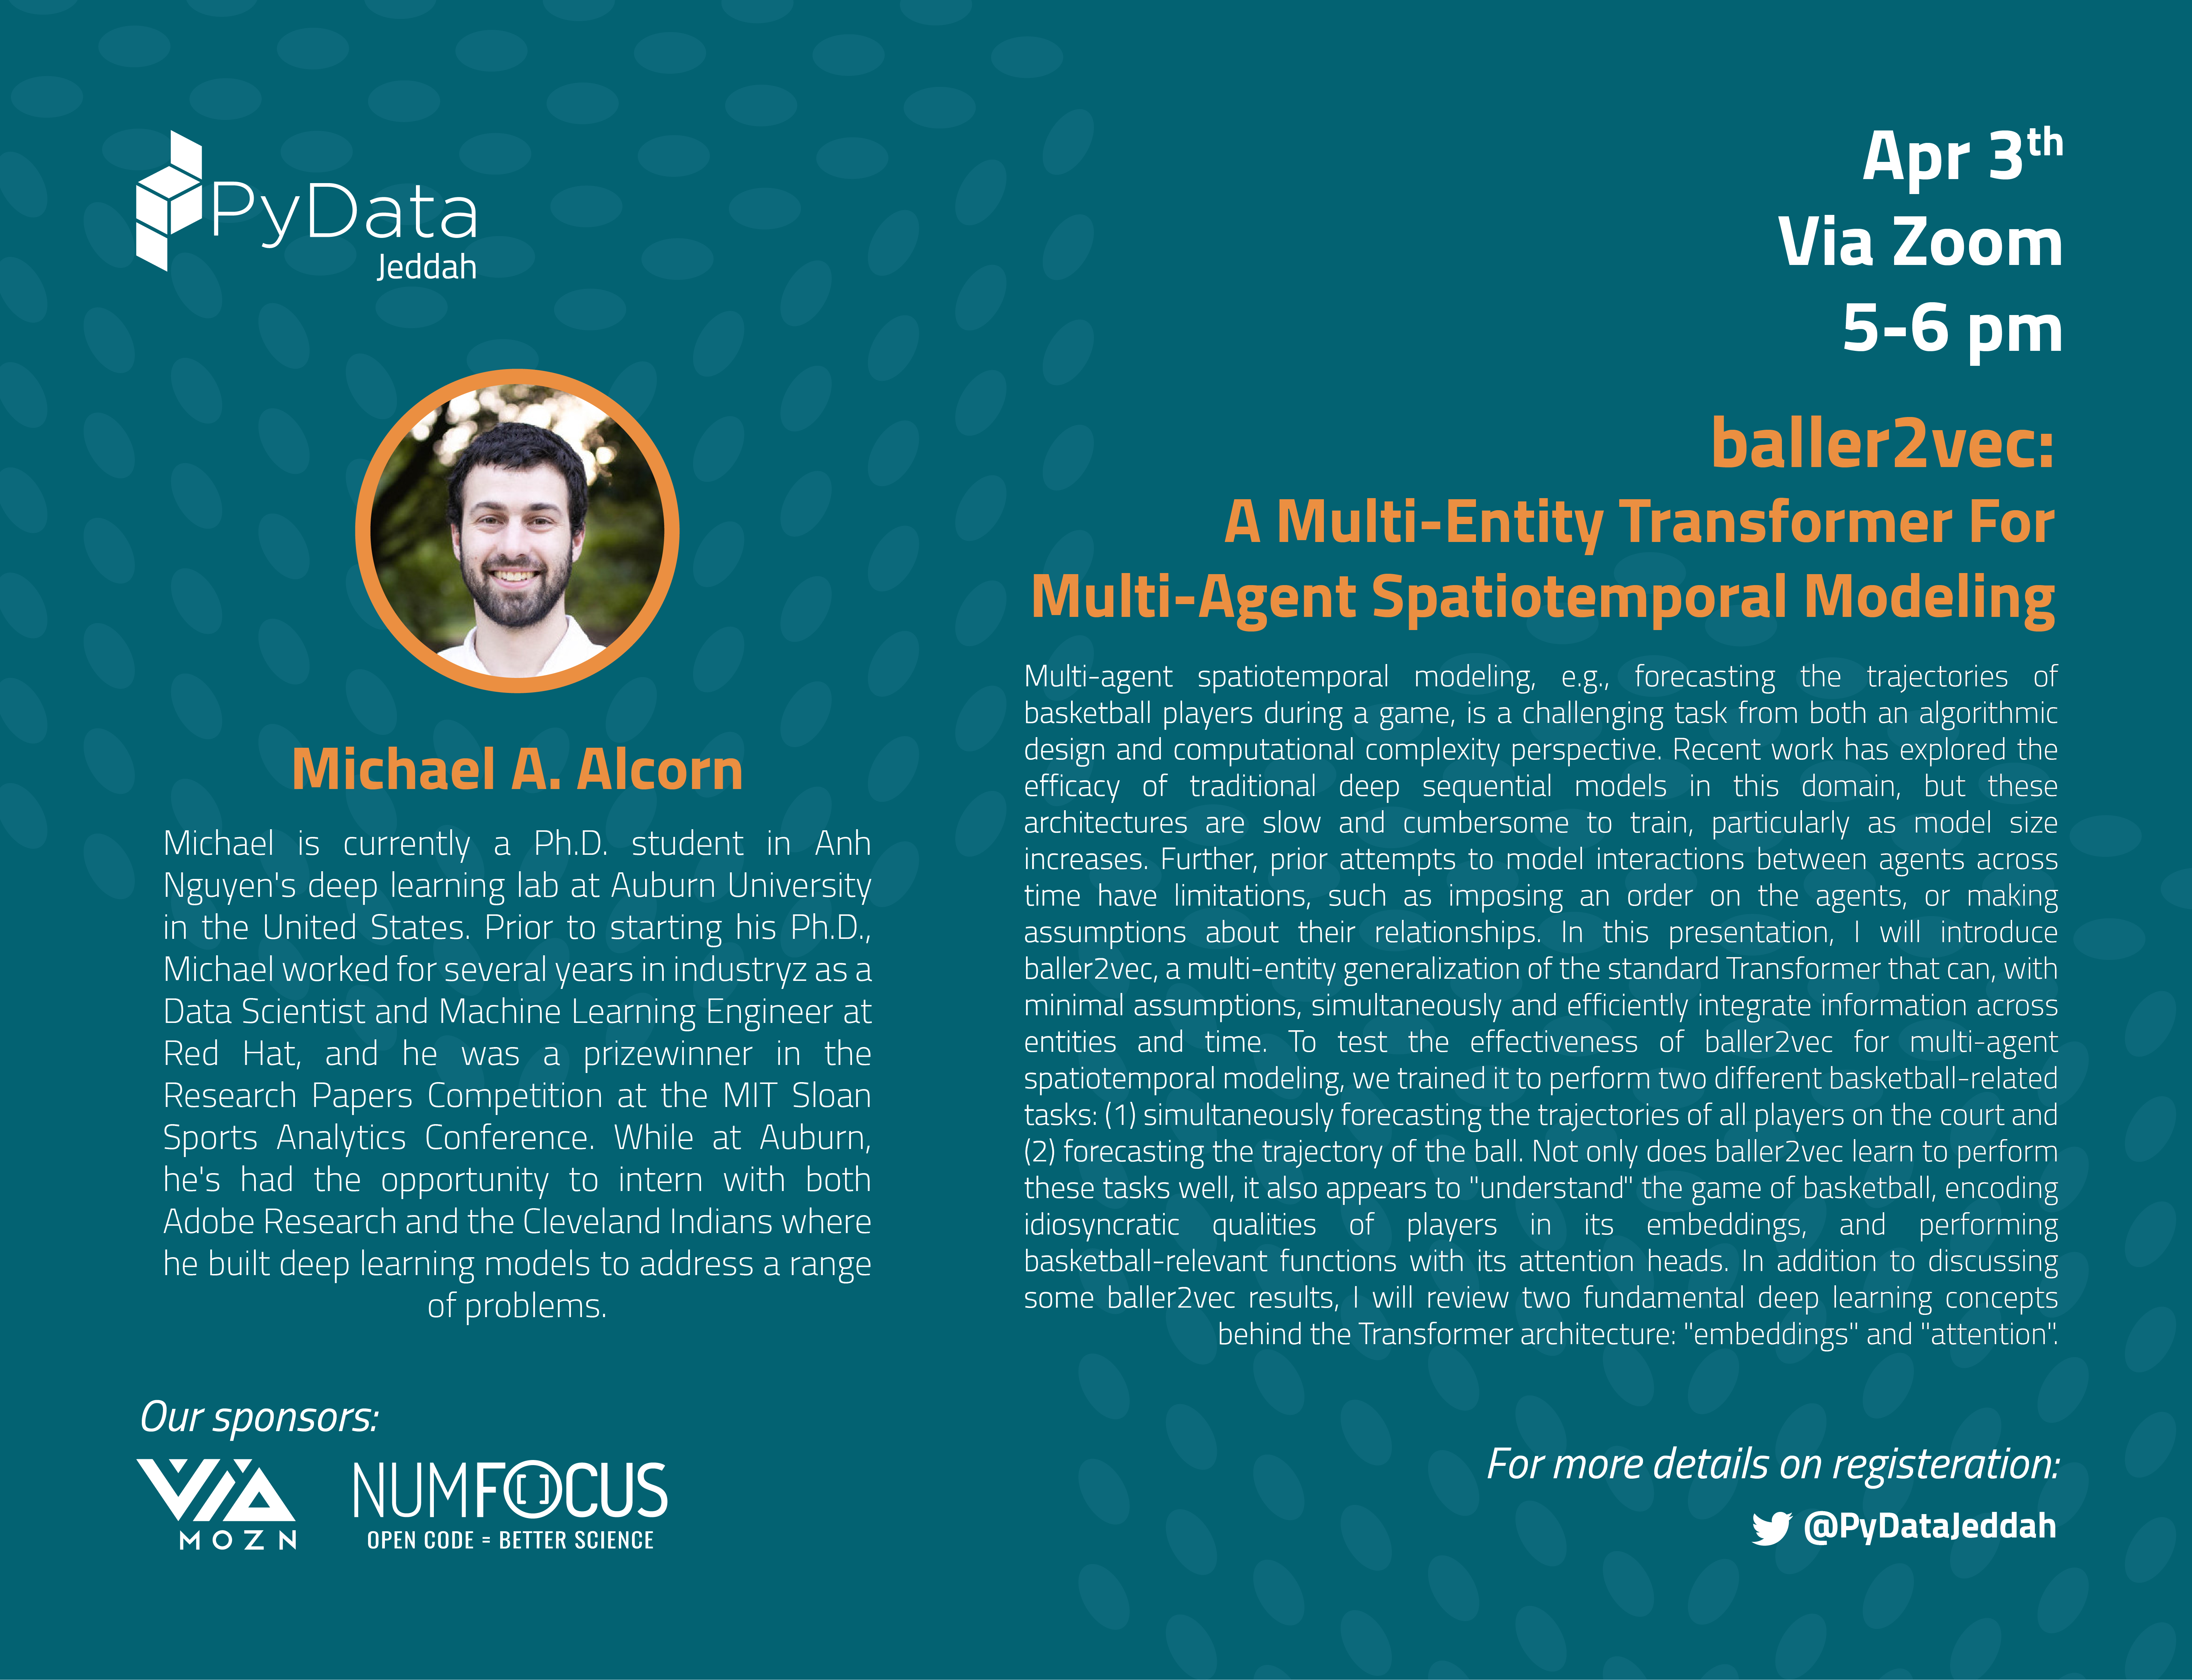 PyData
Jeddah
Apr 3th
Via Zoom
5-6 pm
Michael A. Alcorn
Michael is currently a Ph.D. student in Anh
Nguyen's deep learning lab at Auburn University
in the United States. Prior to starting his Ph.D.,
Michael worked for several years in industryz as a
Data Scientist and Machine Learning Engineer at
Red Hat, and he was a prizewinner in the
Research Papers Competition at the MIT Sloan
Sports Analytics Conference. While at Auburn,
he's had the opportunity to intern with both
Adobe Research and the Cleveland Indians where
he built deep learning models to address a range
of problems.
baller2vec:
A Multi-Entity Transformer For
Multi-Agent Spatiotemporal Modeling
Multi-agent spatiotemporal modeling, e.g., forecasting the trajectories of
basketball players during a game, is a challenging task from both an algorithmic
design and computational complexity perspective. Recent work has explored the
efficacy of traditional deep sequential models in this domain, but these
architectures are slow and cumbersome to train, particularly as model size
increases. Further, prior attempts to model interactions between agents across
time have limitations, such as imposing an order on the agents, or making
assumptions about their relationships. In this presentation, I will introduce
baller2vec, a multi-entity generalization of the standard Transformer that can, with
minimal assumptions, simultaneously and efficiently integrate information across
entities and time. To test the effectiveness of baller2vec for multi-agent
spatiotemporal modeling, we trained it to perform two different basketball-related
tasks: (1) simultaneously forecasting the trajectories of all players on the court and
(2) forecasting the trajectory of the ball. Not only does baller2vec learn to perform
these tasks well, it also appears to "understand" the game of basketball, encoding
idiosyncratic qualities of players in its embeddings, and performing
basketball-relevant functions with its attention heads. In addition to discussing
some baller2vec results, I will review two fundamental deep learning concepts
behind the Transformer architecture: "embeddings" and "attention".
Our sponsors:
VIA
MOZN
NUMFOCUS
OPEN CODE = BETTER SCIENCE
For more details on registeration:
@PyDataJeddah